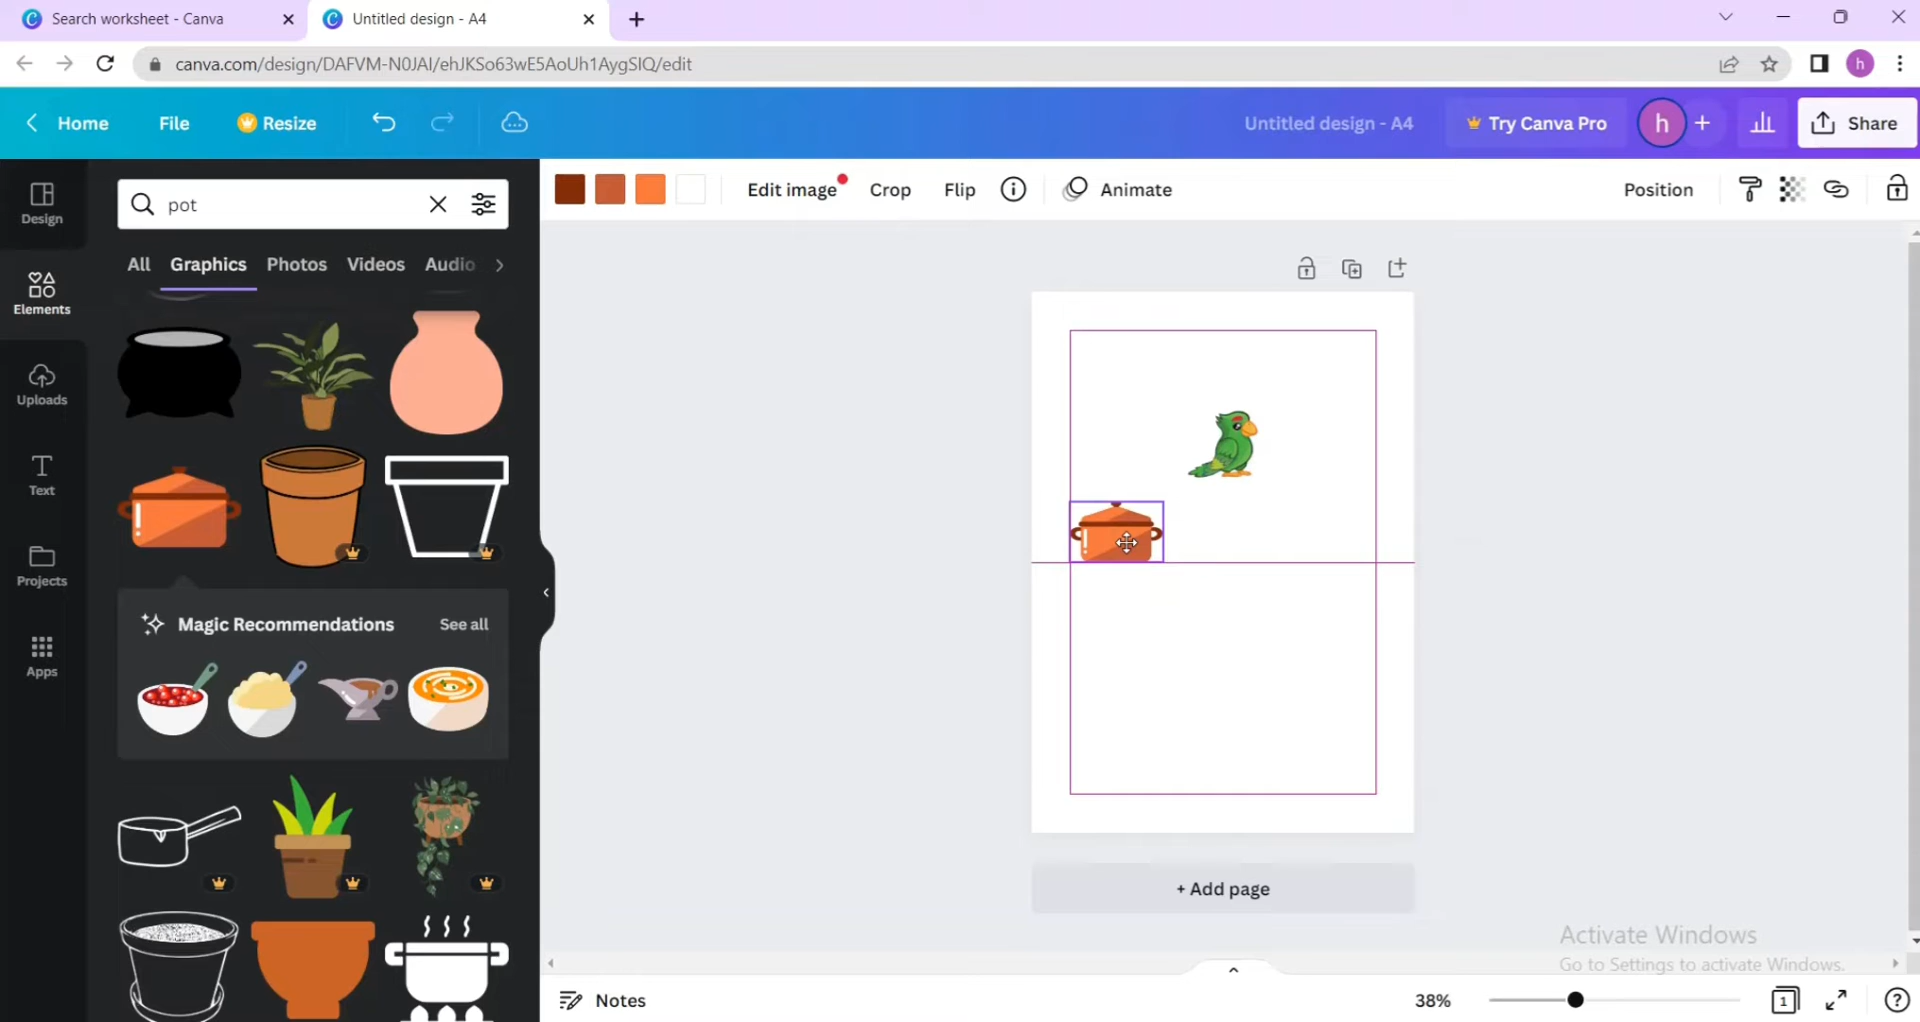 Search worksheet - Canva
Untitled design - A4
canva.com/design/DAFVM-N0JAI/ehJKSo63wE5AoUh1AygSIQ/edit
h
Home
File
Resize
Untitled design - A4
Try Canva Pro
h
Share
Design
Elements
Uploads
Text
Projects
Apps
pot
All
Graphics
Photos
Videos
Audio
Edit image
Crop
Flip
Animate
Position
Magic Recommendations
See all
+ Add page
Activate Windows
Go to Settings to activate Windows.
Notes
38%
1